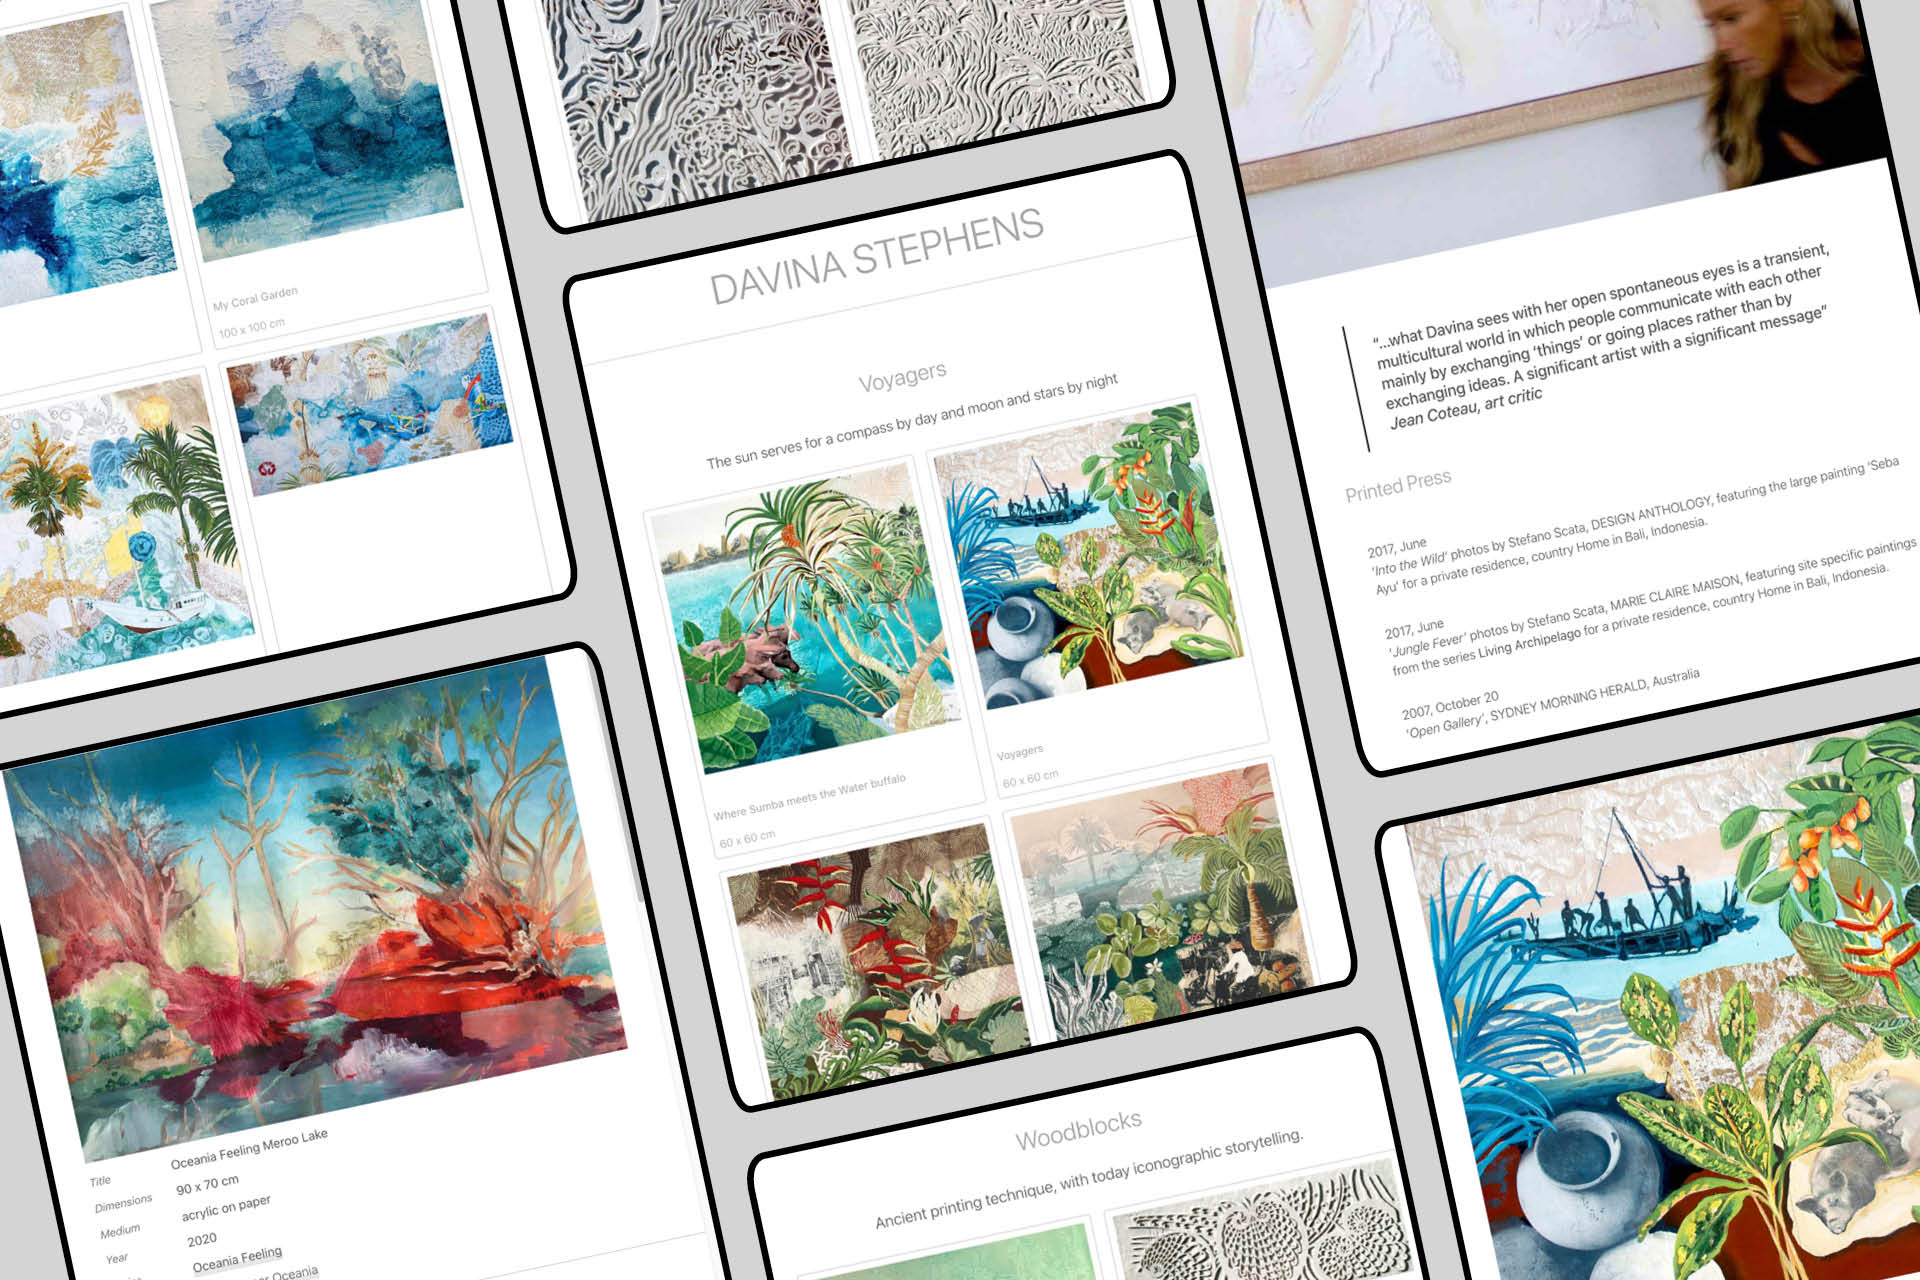 My Coral Garden
100 x 100 cm
DAVINA STEPHENS
Voyagers
The sun serves for a compass by day and moon and stars by night
Where Sumba meets the Water buffalo
60 x 60 cm
Voyagers
60 x 60 cm
“...what Davina sees with her open spontaneous eyes is a transient,
multicultural world in which people communicate with each other
mainly by exchanging ‘things’ or going places rather than by
exchanging ideas. A significant artist with a significant message”
Jean Coteau, art critic
Printed Press
2017, June
‘Into the Wild’ photos by Stefano Scata, DESIGN ANTHOLOGY, featuring the large painting ‘Seba
Ayu’ for a private residence, country Home in Bali, Indonesia.
2017, June
‘Jungle Fever’ photos by Stefano Scata, MARIE CLAIRE MAISON, featuring site specific paintings
from the series Living Archipelago for a private residence, country Home in Bali, Indonesia.
2007, October 20
‘Open Gallery’, SYDNEY MORNING HERALD, Australia
Title Oceania Feeling Meroo Lake
Dimensions 90 x 70 cm
Medium acrylic on paper
Year 2020
Oceania Feeling
Oceania
Woodblocks
Ancient printing technique, with today iconographic storytelling.